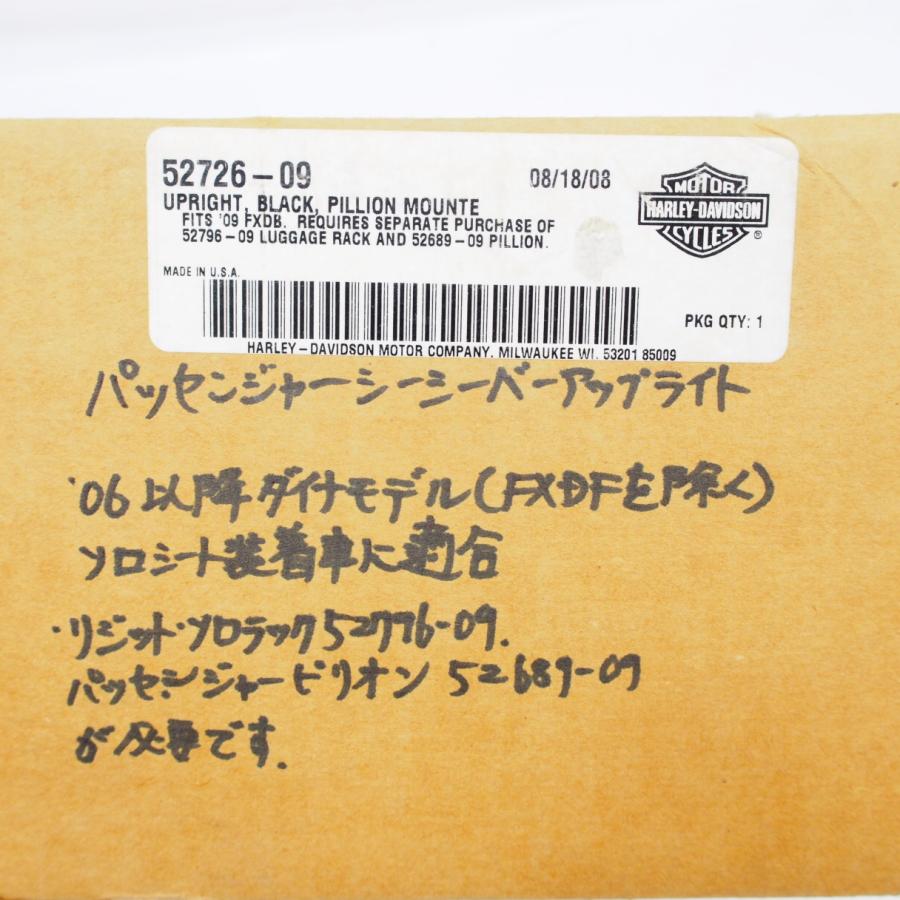 52726-09
08/18/08
UPRIGHT, BLACK, PILLION MOUNTE
FITS '09 FXDB. REQUIRES SEPARATE PURCHASE OF
52796-09 LUGGAGE RACK AND 52689-09 PILLION.
MOTOR
HARLEY-DAVIDSON
CYCLES
®
MADE IN U.S.A.
PKG QTY: 1
HARLEY-DAVIDSON MOTOR COMPANY, MILWAUKEE WI. 53201 85009
パッセンジャーシーシーバーアップライト
'06以降ダイナモデル(FXDFを除く)
ソロシート装着車に適合
・リジッドソロラック52776-09.
パッセンジャーピリオン 52689-09
が必要です.